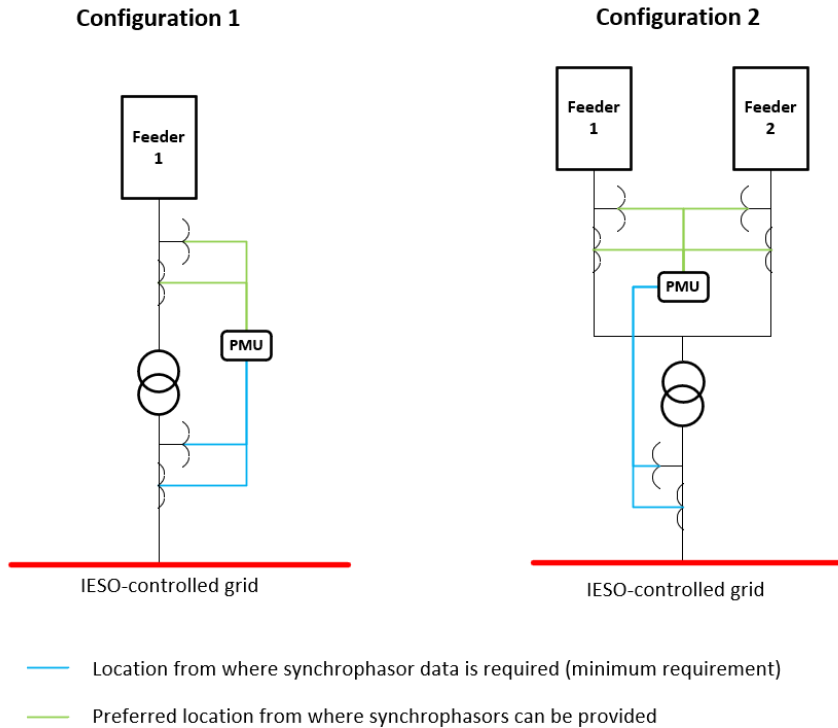 Configuration 1
Configuration 2
Feeder
1
Feeder
1
Feeder
2
PMU
PMU
IESO-controlled grid
IESO-controlled grid
Location from where synchrophasor data is required (minimum requirement)
Preferred location from where synchrophasors can be provided